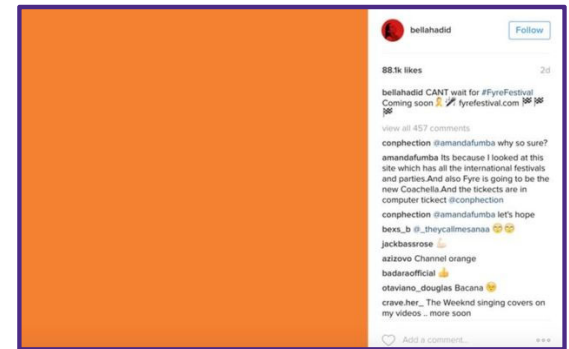 bellahadid
Follow
88.1k likes 2d
bellahadid CANT wait for #FyreFestival
Coming soon fyrefestival.com
view all 457 comments
conphection @amandafumba why so sure?
amandafumba Its because I looked at this
site which has all the international festivals
and parties.And also Fyre is going to be the
new Coachella.And the tickects are in
computer tickect @conphection
conphection @amandafumba let's hope
bexs_b @_theycallmesanaa
jackbassrose
azizovo Channel orange
badaraofficial
otaviano_douglas Bacana
crave.her_ The Weeknd singing covers on
my videos .. more soon
Add a comment...